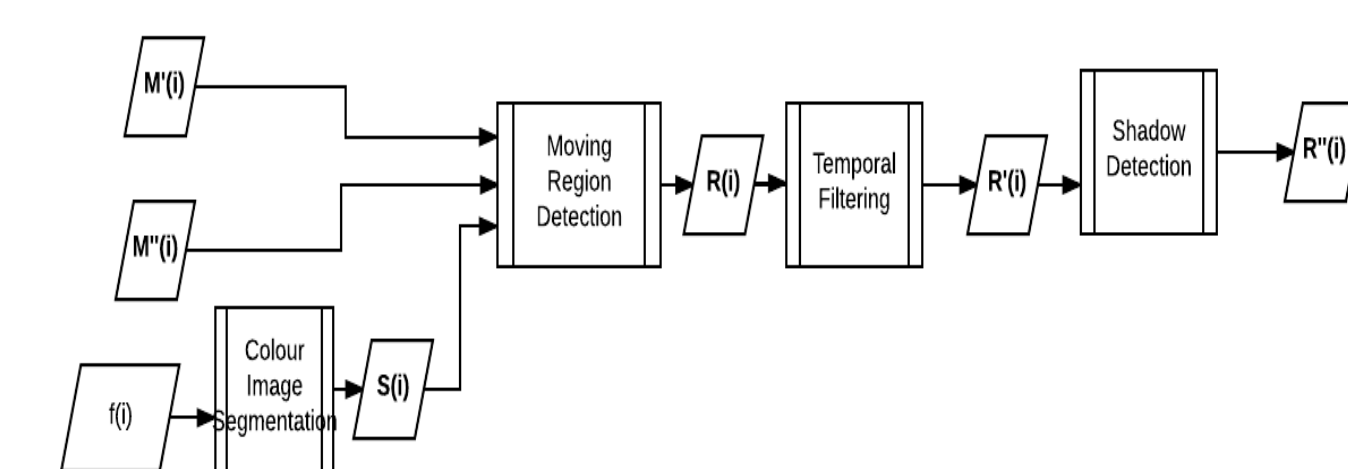 M'(i)
M''(i)
f(i)
Colour
Image
Segmentation
S(i)
Moving
Region
Detection
R(i)
Temporal
Filtering
R'(i)
Shadow
Detection
R''(i)